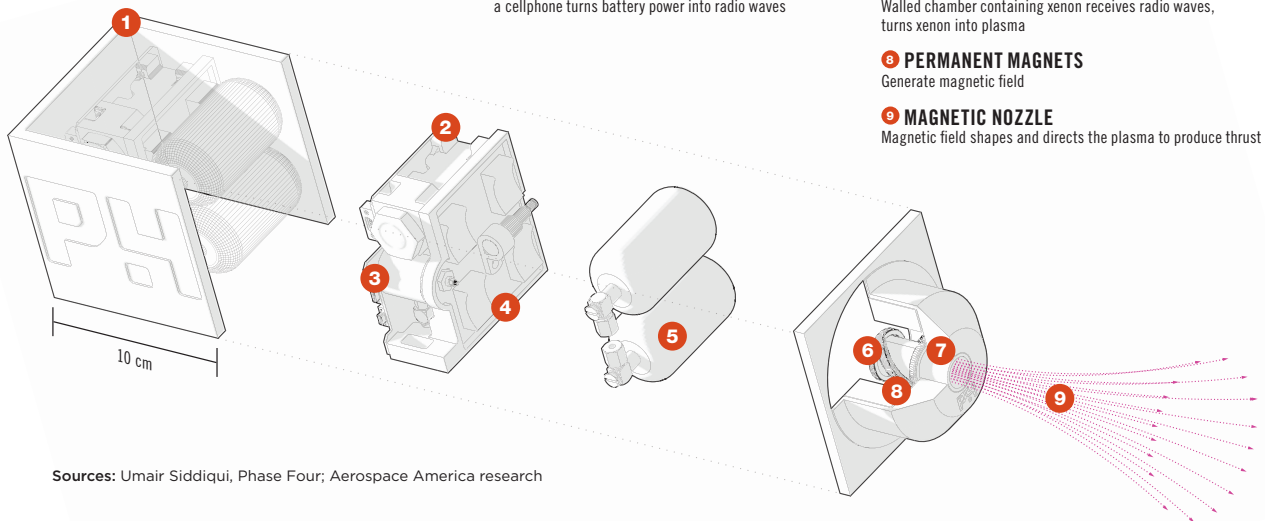 a cellphone turns battery power into radio waves
Walled chamber containing xenon receives radio waves,
turns xenon into plasma
8 PERMANENT MAGNETS
Generate magnetic field
9 MAGNETIC NOZZLE
Magnetic field shapes and directs the plasma to produce thrust
1
2
3
4
5
6
7
8
9
P4
10 cm
Sources: Umair Siddiqui, Phase Four; Aerospace America research